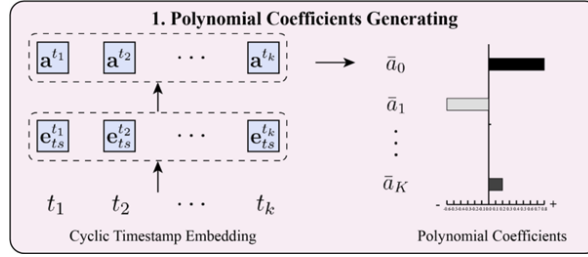 1. Polynomial Coefficients Generating
a^{t_1} a^{t_2} · · · a^{t_k}
ā_0
ā_1
e_{ts}^{t_1} e_{ts}^{t_2} · · · e_{ts}^{t_k}
⋮
ā_K
t_1 t_2 · · · t_k
- +
Cyclic Timestamp Embedding
Polynomial Coefficients